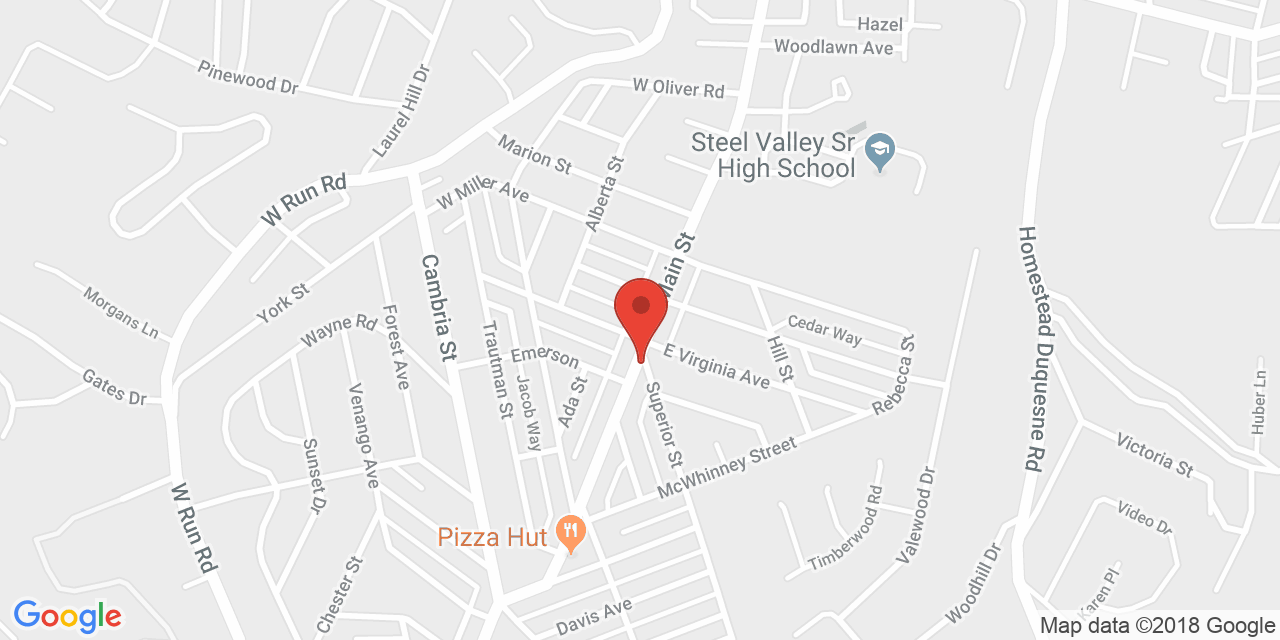 Hazel
Woodlawn Ave
Pinewood Dr
W Oliver Rd
Laurel Hill Dr
Steel Valley Sr
High School
Marion St
W Run Rd
W Miller Ave
Alberta St
Main St
Homestead Duquesne Rd
Cambria St
Morgans Ln
York St
Wayne Rd
Forest Ave
Trautman St
Emerson
Jacob Way
Ada St
E Virginia Ave
Superior St
Cedar Way
Hill St
Rebecca St
Gates Dr
Venango Ave
Sunset Dr
McWhinney Street
Huber Ln
Victoria St
W Run Rd
Pizza Hut
Timberwood Rd
Valewood Dr
Video Dr
Woodhill Dr
Karen Pl
Chester St
Davis Ave
Google
Map data ©2018 Google